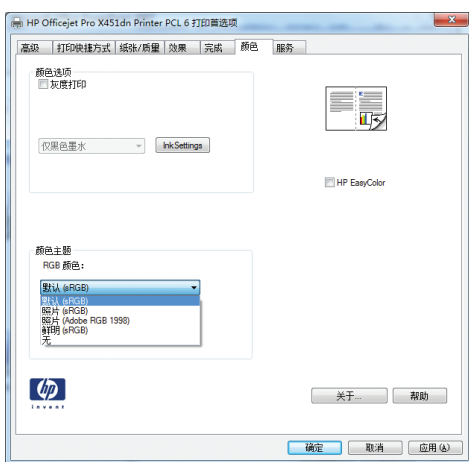 HP Officejet Pro X451dn Printer PCL 6 打印首选项
高级 打印快捷方式 纸张/质量 效果 完成 颜色 服务
颜色选项
灰度打印
仅黑色墨水 Ink Settings
HP EasyColor
颜色主题
RGB 颜色：
默认 (sRGB)
默认 (sRGB)
照片 (sRGB)
照片 (Adobe RGB 1998)
鲜明 (sRGB)
无
hp
invent
关于... 帮助
确定 取消 应用 (A)